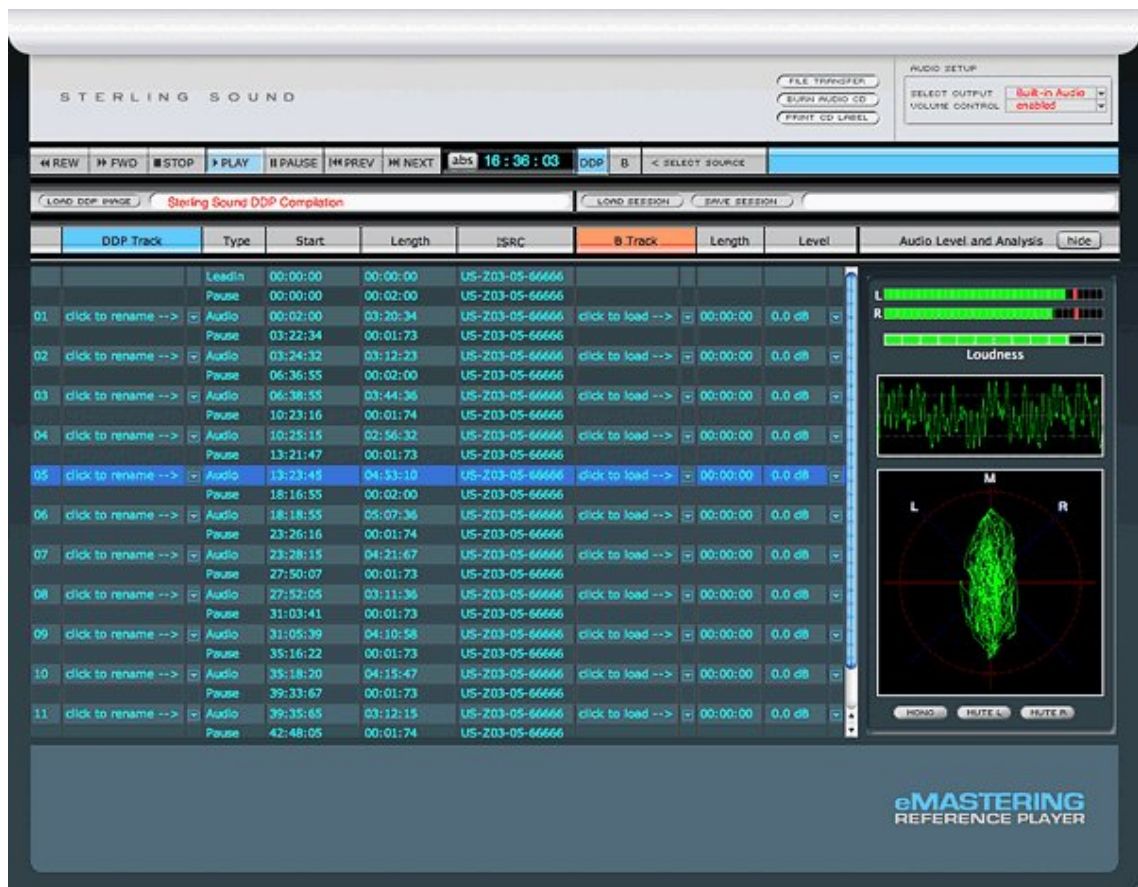 STERLING SOUND
FILE TRANSFER
BURN AUDIO CD
PRINT CD LABEL
AUDIO SETUP
SELECT OUTPUT Built-in Audio
VOLUME CONTROL enabled
REW FWD STOP PLAY PAUSE PREV NEXT abs 16:36:03 DDP B < SELECT SOURCE
LOAD DDP IMAGE Sterling Sound DDP Compilation LOAD SESSION SAVE SESSION
DDP Track Type Start Length ISRC B Track Length Level Audio Level and Analysis hide
Leadin 00:00:00 00:00:00 US-Z03-05-66666
Pause 00:00:00 00:02:00 US-Z03-05-66666
01 click to rename --> Audio 00:02:00 03:20:34 US-Z03-05-66666 click to load --> 00:00:00 0.0 dB
Pause 03:22:34 00:01:73 US-Z03-05-66666
02 click to rename --> Audio 03:24:32 03:12:23 US-Z03-05-66666 click to load --> 00:00:00 0.0 dB
Pause 06:36:55 00:02:00 US-Z03-05-66666
03 click to rename --> Audio 06:38:55 03:44:36 US-Z03-05-66666 click to load --> 00:00:00 0.0 dB
Pause 10:23:16 00:01:74 US-Z03-05-66666
04 click to rename --> Audio 10:25:15 02:56:32 US-Z03-05-66666 click to load --> 00:00:00 0.0 dB
Pause 13:21:47 00:01:73 US-Z03-05-66666
05 click to rename --> Audio 13:23:45 04:53:10 US-Z03-05-66666 click to load --> 00:00:00 0.0 dB
Pause 18:16:55 00:02:00 US-Z03-05-66666
06 click to rename --> Audio 18:18:55 05:07:36 US-Z03-05-66666 click to load --> 00:00:00 0.0 dB
Pause 23:26:16 00:01:74 US-Z03-05-66666
07 click to rename --> Audio 23:28:15 04:21:67 US-Z03-05-66666 click to load --> 00:00:00 0.0 dB
Pause 27:50:07 00:01:73 US-Z03-05-66666
08 click to rename --> Audio 27:52:05 03:11:36 US-Z03-05-66666 click to load --> 00:00:00 0.0 dB
Pause 31:03:41 00:01:73 US-Z03-05-66666
09 click to rename --> Audio 31:05:39 04:10:58 US-Z03-05-66666 click to load --> 00:00:00 0.0 dB
Pause 35:16:22 00:01:73 US-Z03-05-66666
10 click to rename --> Audio 35:18:20 04:15:47 US-Z03-05-66666 click to load --> 00:00:00 0.0 dB
Pause 39:33:67 00:01:73 US-Z03-05-66666
11 click to rename --> Audio 39:35:65 03:12:15 US-Z03-05-66666 click to load --> 00:00:00 0.0 dB
Pause 42:48:05 00:01:74 US-Z03-05-66666
L
R
Loudness
M
L R
MONO MUTE L MUTE R
eMASTERING
REFERENCE PLAYER